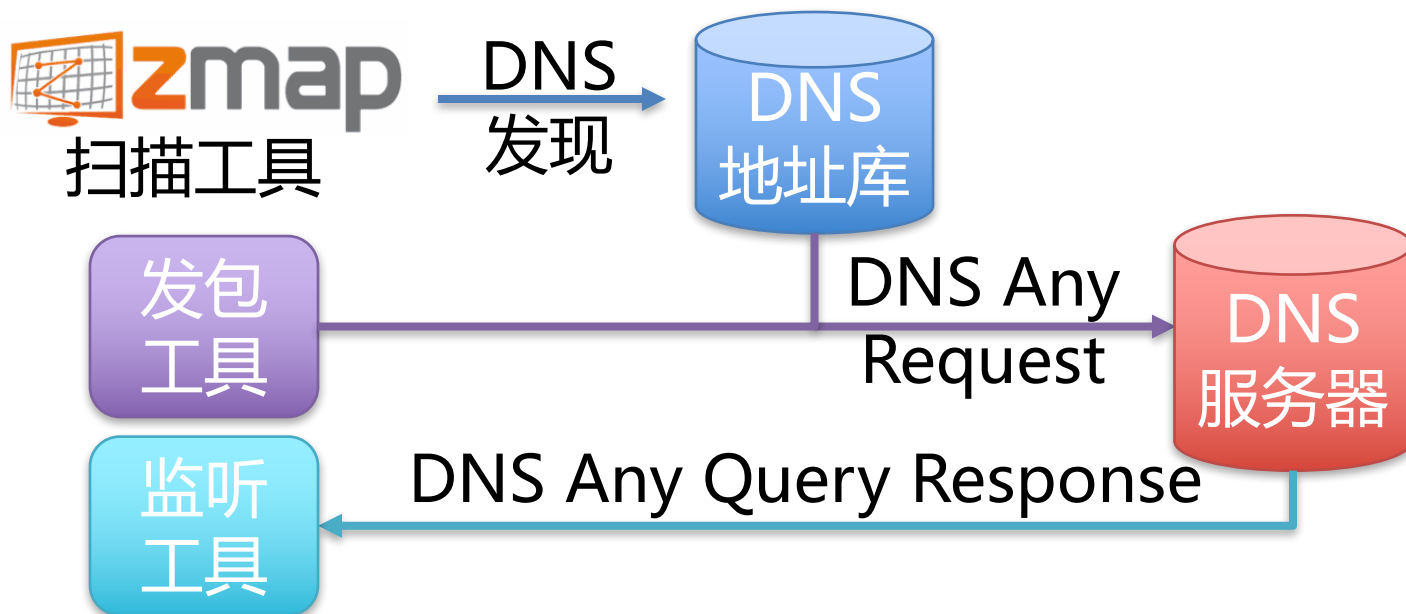 zmap
扫描工具
DNS
发现
DNS
地址库
发包
工具
DNS Any
Request
DNS
服务器
监听
工具
DNS Any Query Response